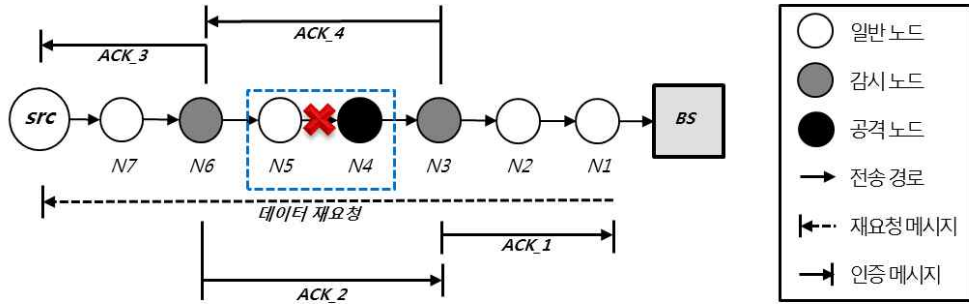 ACK_4
ACK_3
src
BS
N7
N6
N5
N4
N3
N2
N1
데이터 재요청
ACK_1
ACK_2
일반 노드
감시 노드
공격 노드
전송 경로
재요청 메시지
인증 메시지